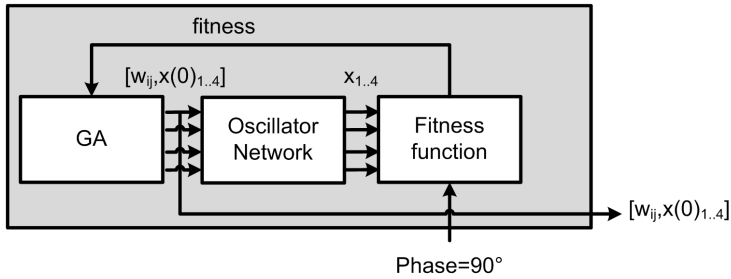 fitness
[wij,x(0)1..4]
x1..4
GA
Oscillator
Network
Fitness
function
[wij,x(0)1..4]
Phase=90°